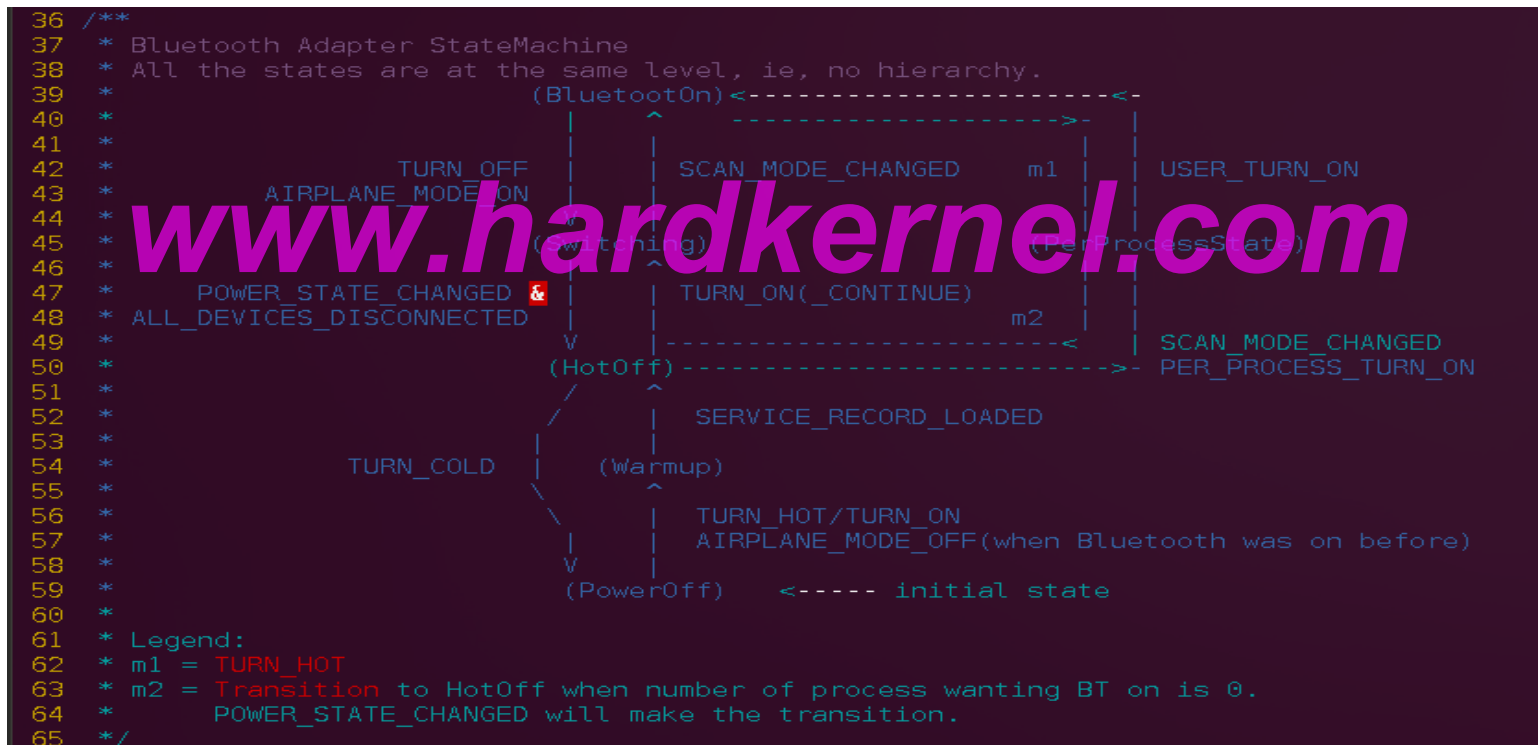 36 /**
37  * Bluetooth Adapter StateMachine
38  * All the states are at the same level, ie, no hierarchy.
39  *                         (BluetootOn)<----------------------<-
40  *                           |    ^    -------------------->-  |
41  *                           |    |                         |  |
42  *                 TURN_OFF  |    |  SCAN_MODE_CHANGED    m1 |  |  USER_TURN_ON
43  *         AIRPLANE_MODE_ON  |    |                         |  |
44  *                           V    |                         |  |
www.hardkernel.com
45  *                         (Switching)                   (PerProcessState)
46  *                           |    ^                         |  |
47  *     POWER_STATE_CHANGED & |    |  TURN_ON(_CONTINUE)      |  |
48  * ALL_DEVICES_DISCONNECTED  |    |                     m2  |  |
49  *                           V    |------------------------<   |  SCAN_MODE_CHANGED
50  *                          (HotOff)-------------------------->- PER_PROCESS_TURN_ON
51  *                           /    ^
52  *                          /     |  SERVICE_RECORD_LOADED
53  *                         |      |
54  *              TURN_COLD  |   (Warmup)
55  *                         \      ^
56  *                          \     |  TURN_HOT/TURN_ON
57  *                           |    |  AIRPLANE_MODE_OFF(when Bluetooth was on before)
58  *                           V    |
59  *                           (PowerOff)   <----- initial state
60  *
61  * Legend:
62  * m1 = TURN_HOT
63  * m2 = Transition to HotOff when number of process wanting BT on is 0.
64  *      POWER_STATE_CHANGED will make the transition.
65  */